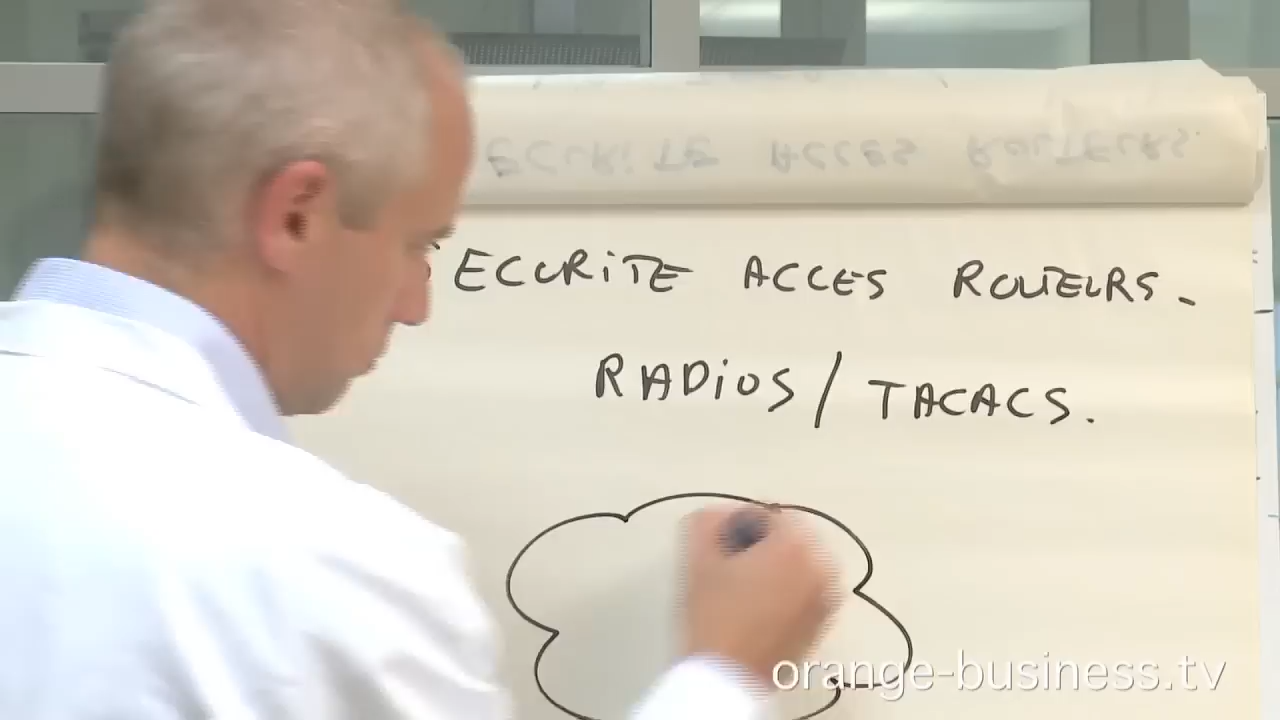 ECURITE ACCES ROUTEURS.
RADIOS / TACACS.
orange-business.tv